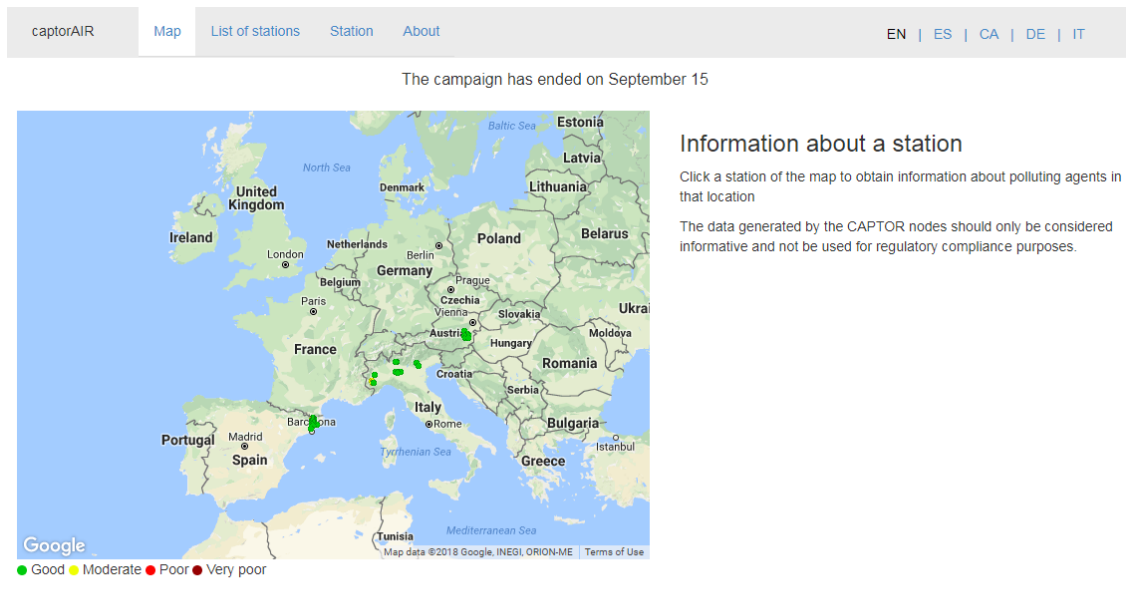 captorAIR Map List of stations Station About EN | ES | CA | DE | IT
The campaign has ended on September 15
Information about a station
Click a station of the map to obtain information about polluting agents in
that location
The data generated by the CAPTOR nodes should only be considered
informative and not be used for regulatory compliance purposes.
Baltic Sea
Estonia
Latvia
North Sea
Denmark
Lithuania
United
Kingdom
Ireland
Netherlands
Poland
Belarus
London
Berlin
Belgium
Germany
Prague
Paris
Czechia
Ukrai
Vienna
Slovakia
Austria
Moldova
France
Hungary
Romania
Croatia
Serbia
Italy
Barcelona
Rome
Bulgaria
Portugal
Madrid
Istanbul
Tyrrhenian Sea
Spain
Greece
Mediterranean Sea
Tunisia
Google
Map data ©2018 Google, INEGI, ORION-ME Terms of Use
Good Moderate Poor Very poor